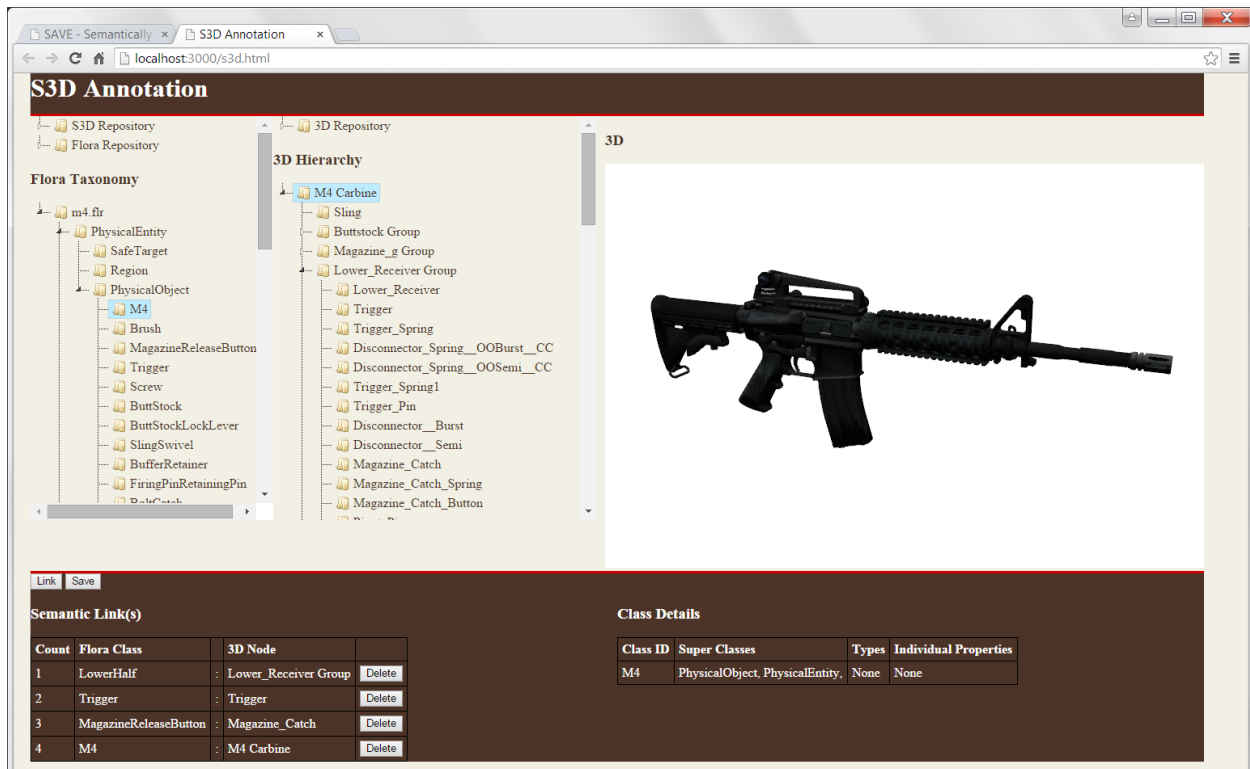 SAVE - Semantically
S3D Annotation
localhost:3000/s3d.html
S3D Annotation
S3D Repository
Flora Repository
Flora Taxonomy
m4.flr
PhysicalEntity
SafeTarget
Region
PhysicalObject
M4
Brush
MagazineReleaseButton
Trigger
Screw
ButtStock
ButtStockLockLever
SlingSwivel
BufferRetainer
FiringPinRetainingPin
BoltCatch
3D Repository
3D Hierarchy
M4 Carbine
Sling
Buttstock Group
Magazine_g Group
Lower_Receiver Group
Lower_Receiver
Trigger
Trigger_Spring
Disconnector_Spring__OOBurst__CC
Disconnector_Spring__OOSemi__CC
Trigger_Spring1
Trigger_Pin
Disconnector__Burst
Disconnector__Semi
Magazine_Catch
Magazine_Catch_Spring
Magazine_Catch_Button
3D
Link Save
Semantic Link(s)
Count Flora Class 3D Node
1 LowerHalf : Lower_Receiver Group Delete
2 Trigger : Trigger Delete
3 MagazineReleaseButton : Magazine_Catch Delete
4 M4 : M4 Carbine Delete
Class Details
Class ID Super Classes Types Individual Properties
M4 PhysicalObject, PhysicalEntity, None None